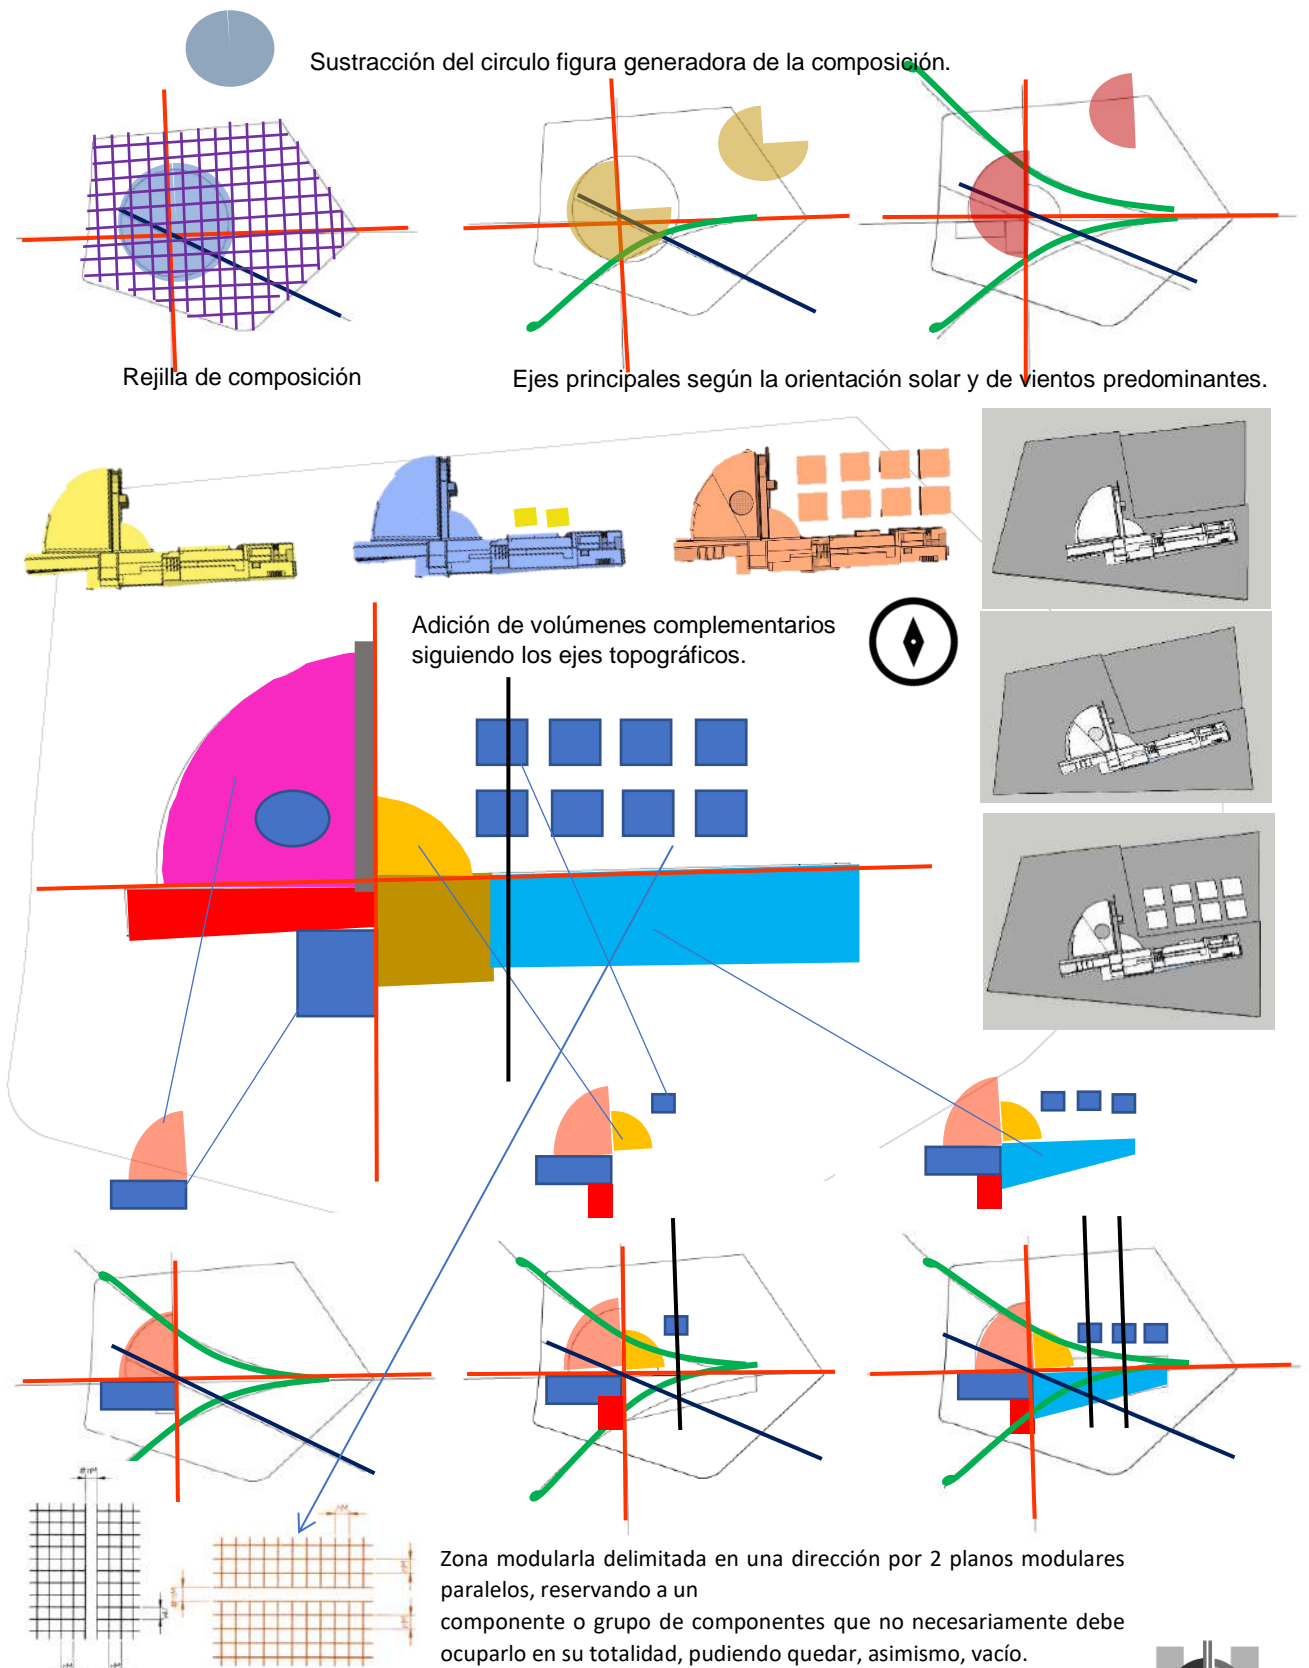 Sustracción del circulo figura generadora de la composición.
Rejilla de composición
Ejes principales según la orientación solar y de vientos predominantes.
Adición de volúmenes complementarios
siguiendo los ejes topográficos.
Zona modularla delimitada en una dirección por 2 planos modulares
paralelos, reservando a un
componente o grupo de componentes que no necesariamente debe
ocuparlo en su totalidad, pudiendo quedar, asimismo, vacío.